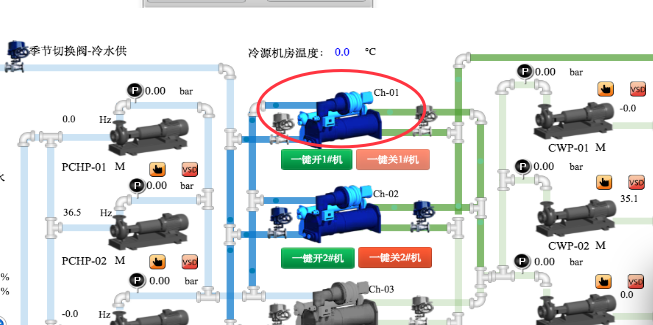 季节切换阀-冷水供
冷源机房温度: 0.0 ℃
P 0.00 bar
P 0.00 bar
Ch-01
0.0 Hz
-0.0
一键开1#机
一键关1#机
VSD
CWP-01 M
PCHP-01 M
VSD
P 0.00 bar
P 0.00 bar
VSD
Ch-02
36.5 Hz
35.1
CWP-02 M
一键开2#机
一键关2#机
PCHP-02 M
VSD
P 0.00 bar
P 0.00 bar
VSD
Ch-03
%
%
0.0
-0.0 Hz